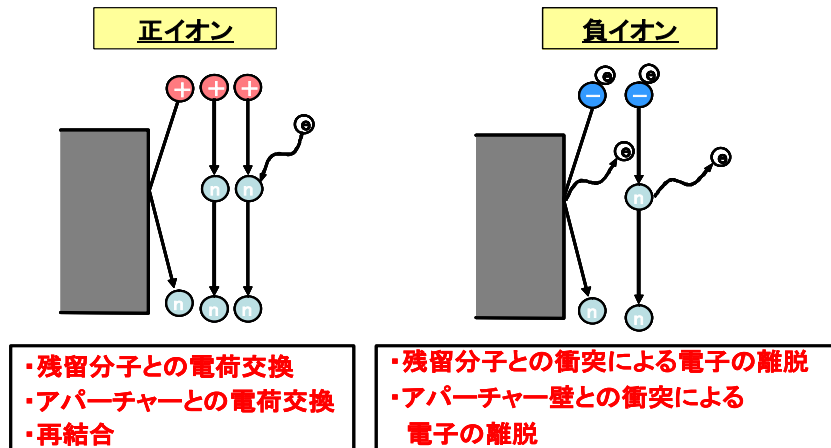 正イオン
負イオン
+ + +
e
n n
n n n
e e
− −
e
e
n
n n
・残留分子との電荷交換
・アパーチャーとの電荷交換
・再結合
・残留分子との衝突による電子の離脱
・アパーチャー壁との衝突による
電子の離脱